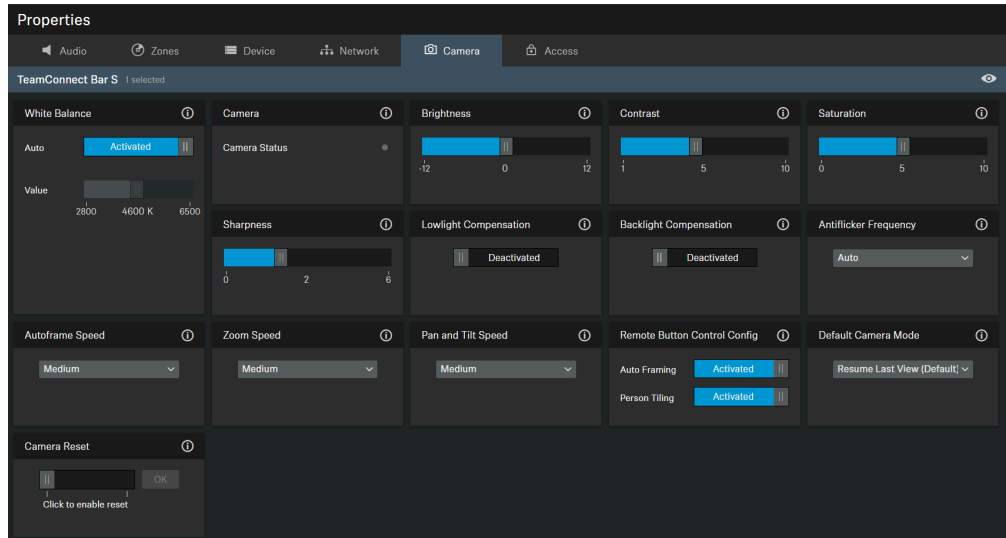 Properties
Audio
Zones
Device
Network
Camera
Access
TeamConnect Bar S 1 selected
White Balance
Auto
Activated
Value
2800 4600 K 6500
Camera
Camera Status
Brightness
-12 0 12
Contrast
1 5 10
Saturation
0 5 10
Sharpness
0 2 6
Lowlight Compensation
Deactivated
Backlight Compensation
Deactivated
Antiflicker Frequency
Auto
Autoframe Speed
Medium
Zoom Speed
Medium
Pan and Tilt Speed
Medium
Remote Button Control Config
Auto Framing Activated
Person Tiling Activated
Default Camera Mode
Resume Last View (Default)
Camera Reset
OK
Click to enable reset